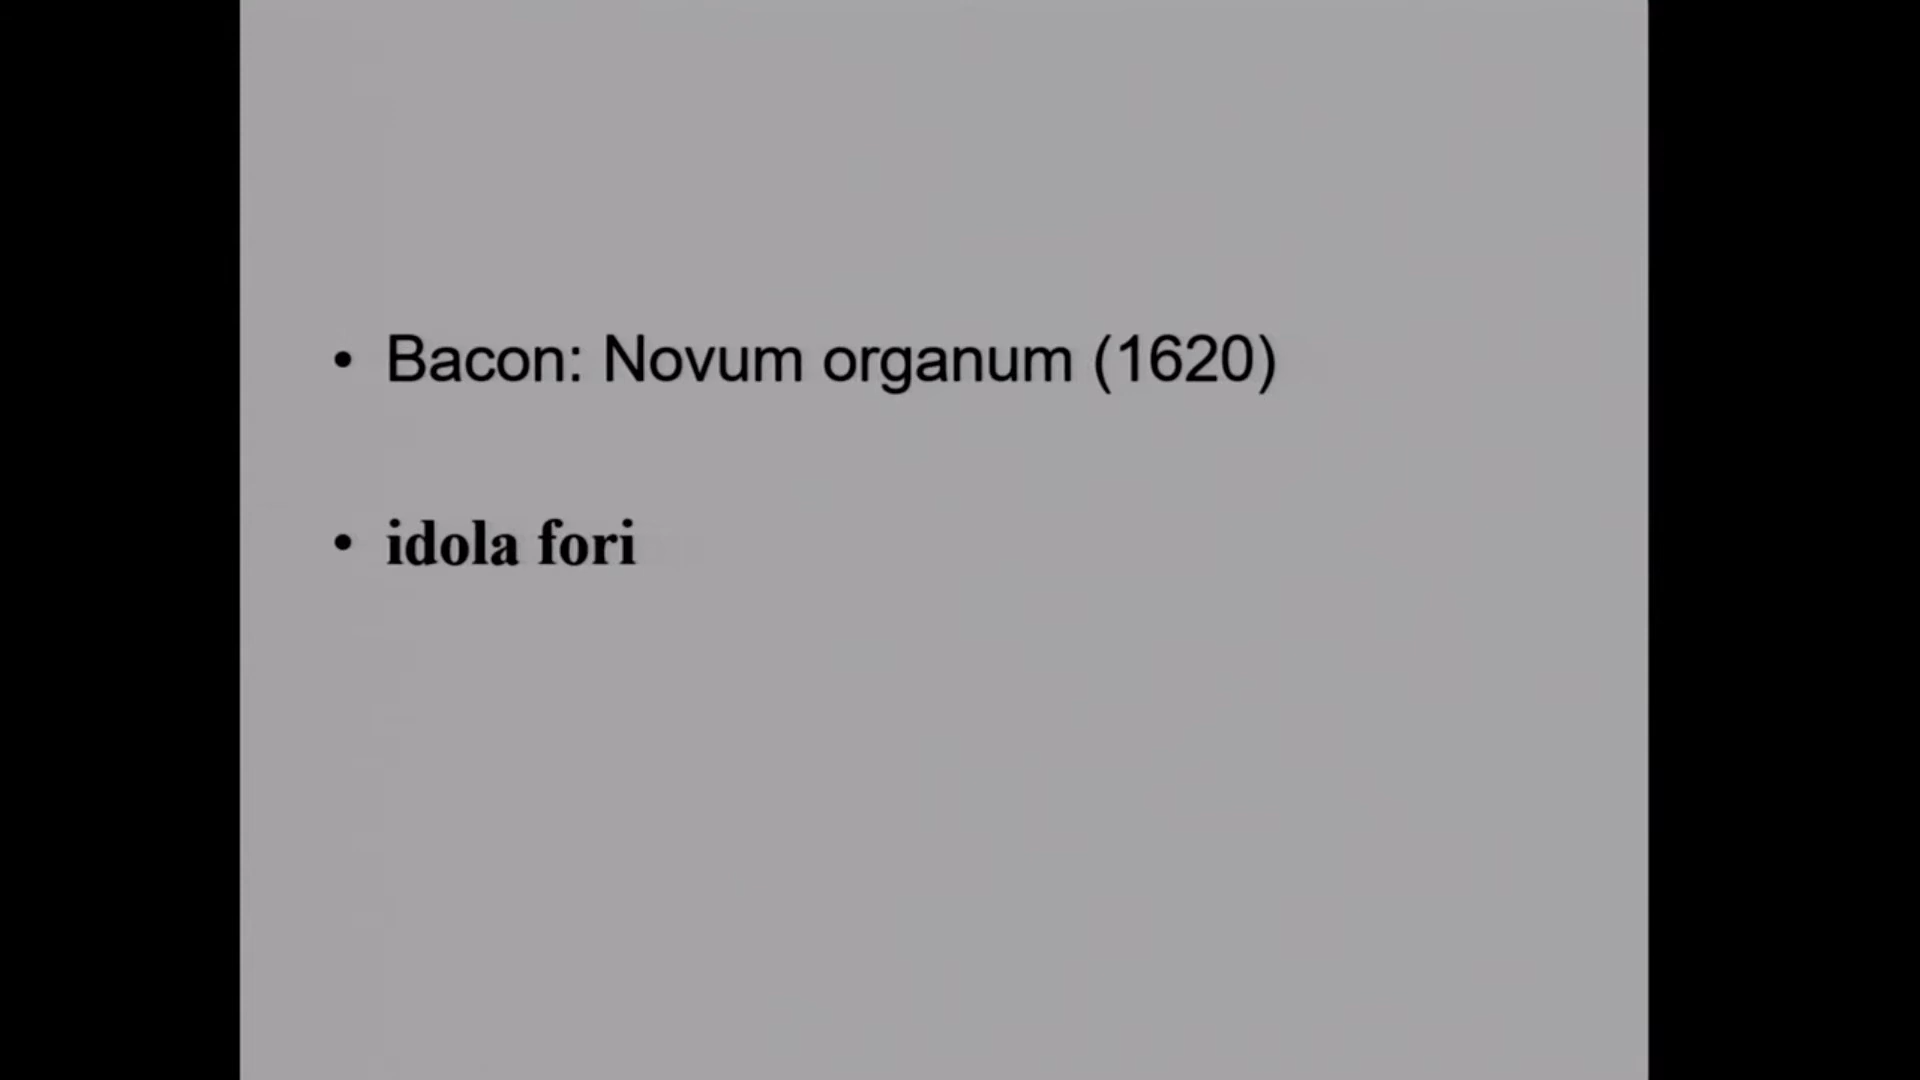 • Bacon: Novum organum (1620)
• idola fori